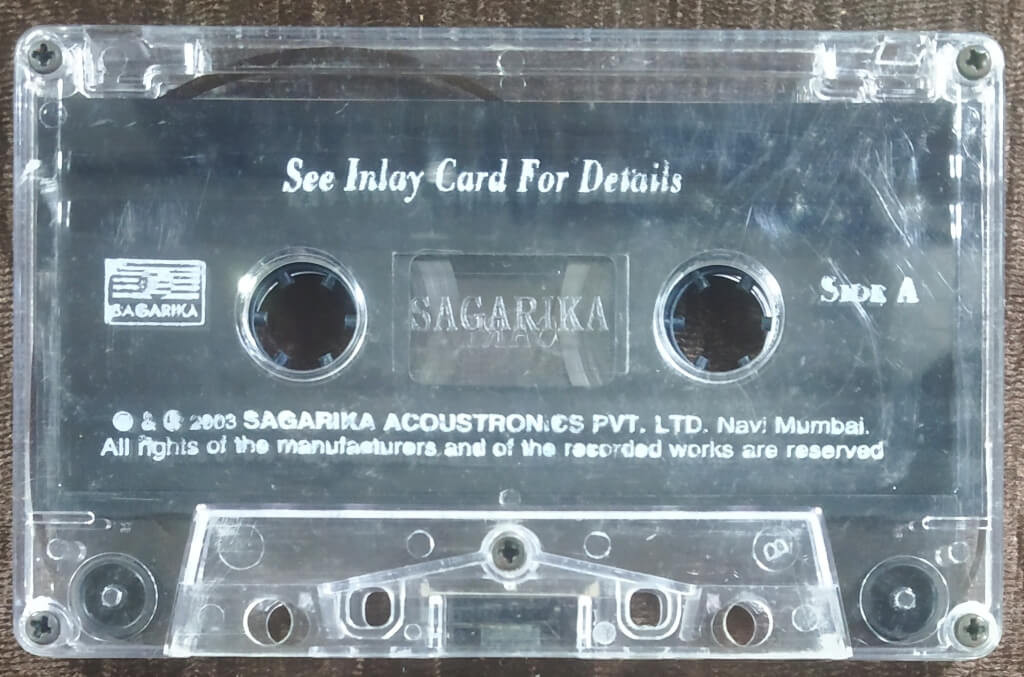 See Inlay Card For Details
SAGARIKA
SAGARIKA
SIDE A
Ⓟ & © 2003 SAGARIKA ACOUSTRONICS PVT. LTD. Navi Mumbai.
All rights of the manufacturers and of the recorded works are reserved
8